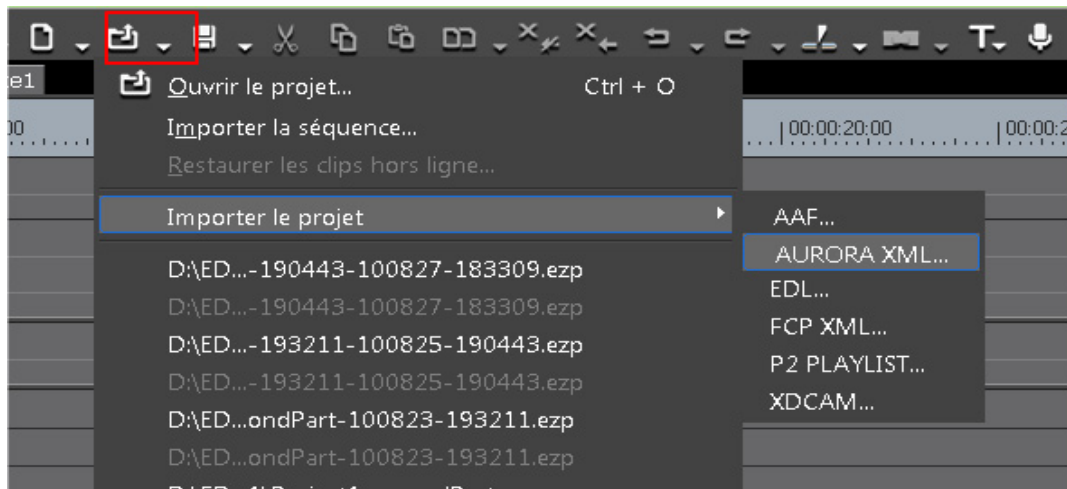 e1
Ouvrir le projet... Ctrl + O
00 00:00:20:00 00:00:2
Importer la séquence...
Restaurer les clips hors ligne...
Importer le projet
AAF...
AURORA XML...
EDL...
FCP XML...
P2 PLAYLIST...
XDCAM...
D:\ED...-190443-100827-183309.ezp
D:\ED...-190443-100827-183309.ezp
D:\ED...-193211-100825-190443.ezp
D:\ED...-193211-100825-190443.ezp
D:\ED...ondPart-100823-193211.ezp
D:\ED...ondPart-100823-193211.ezp